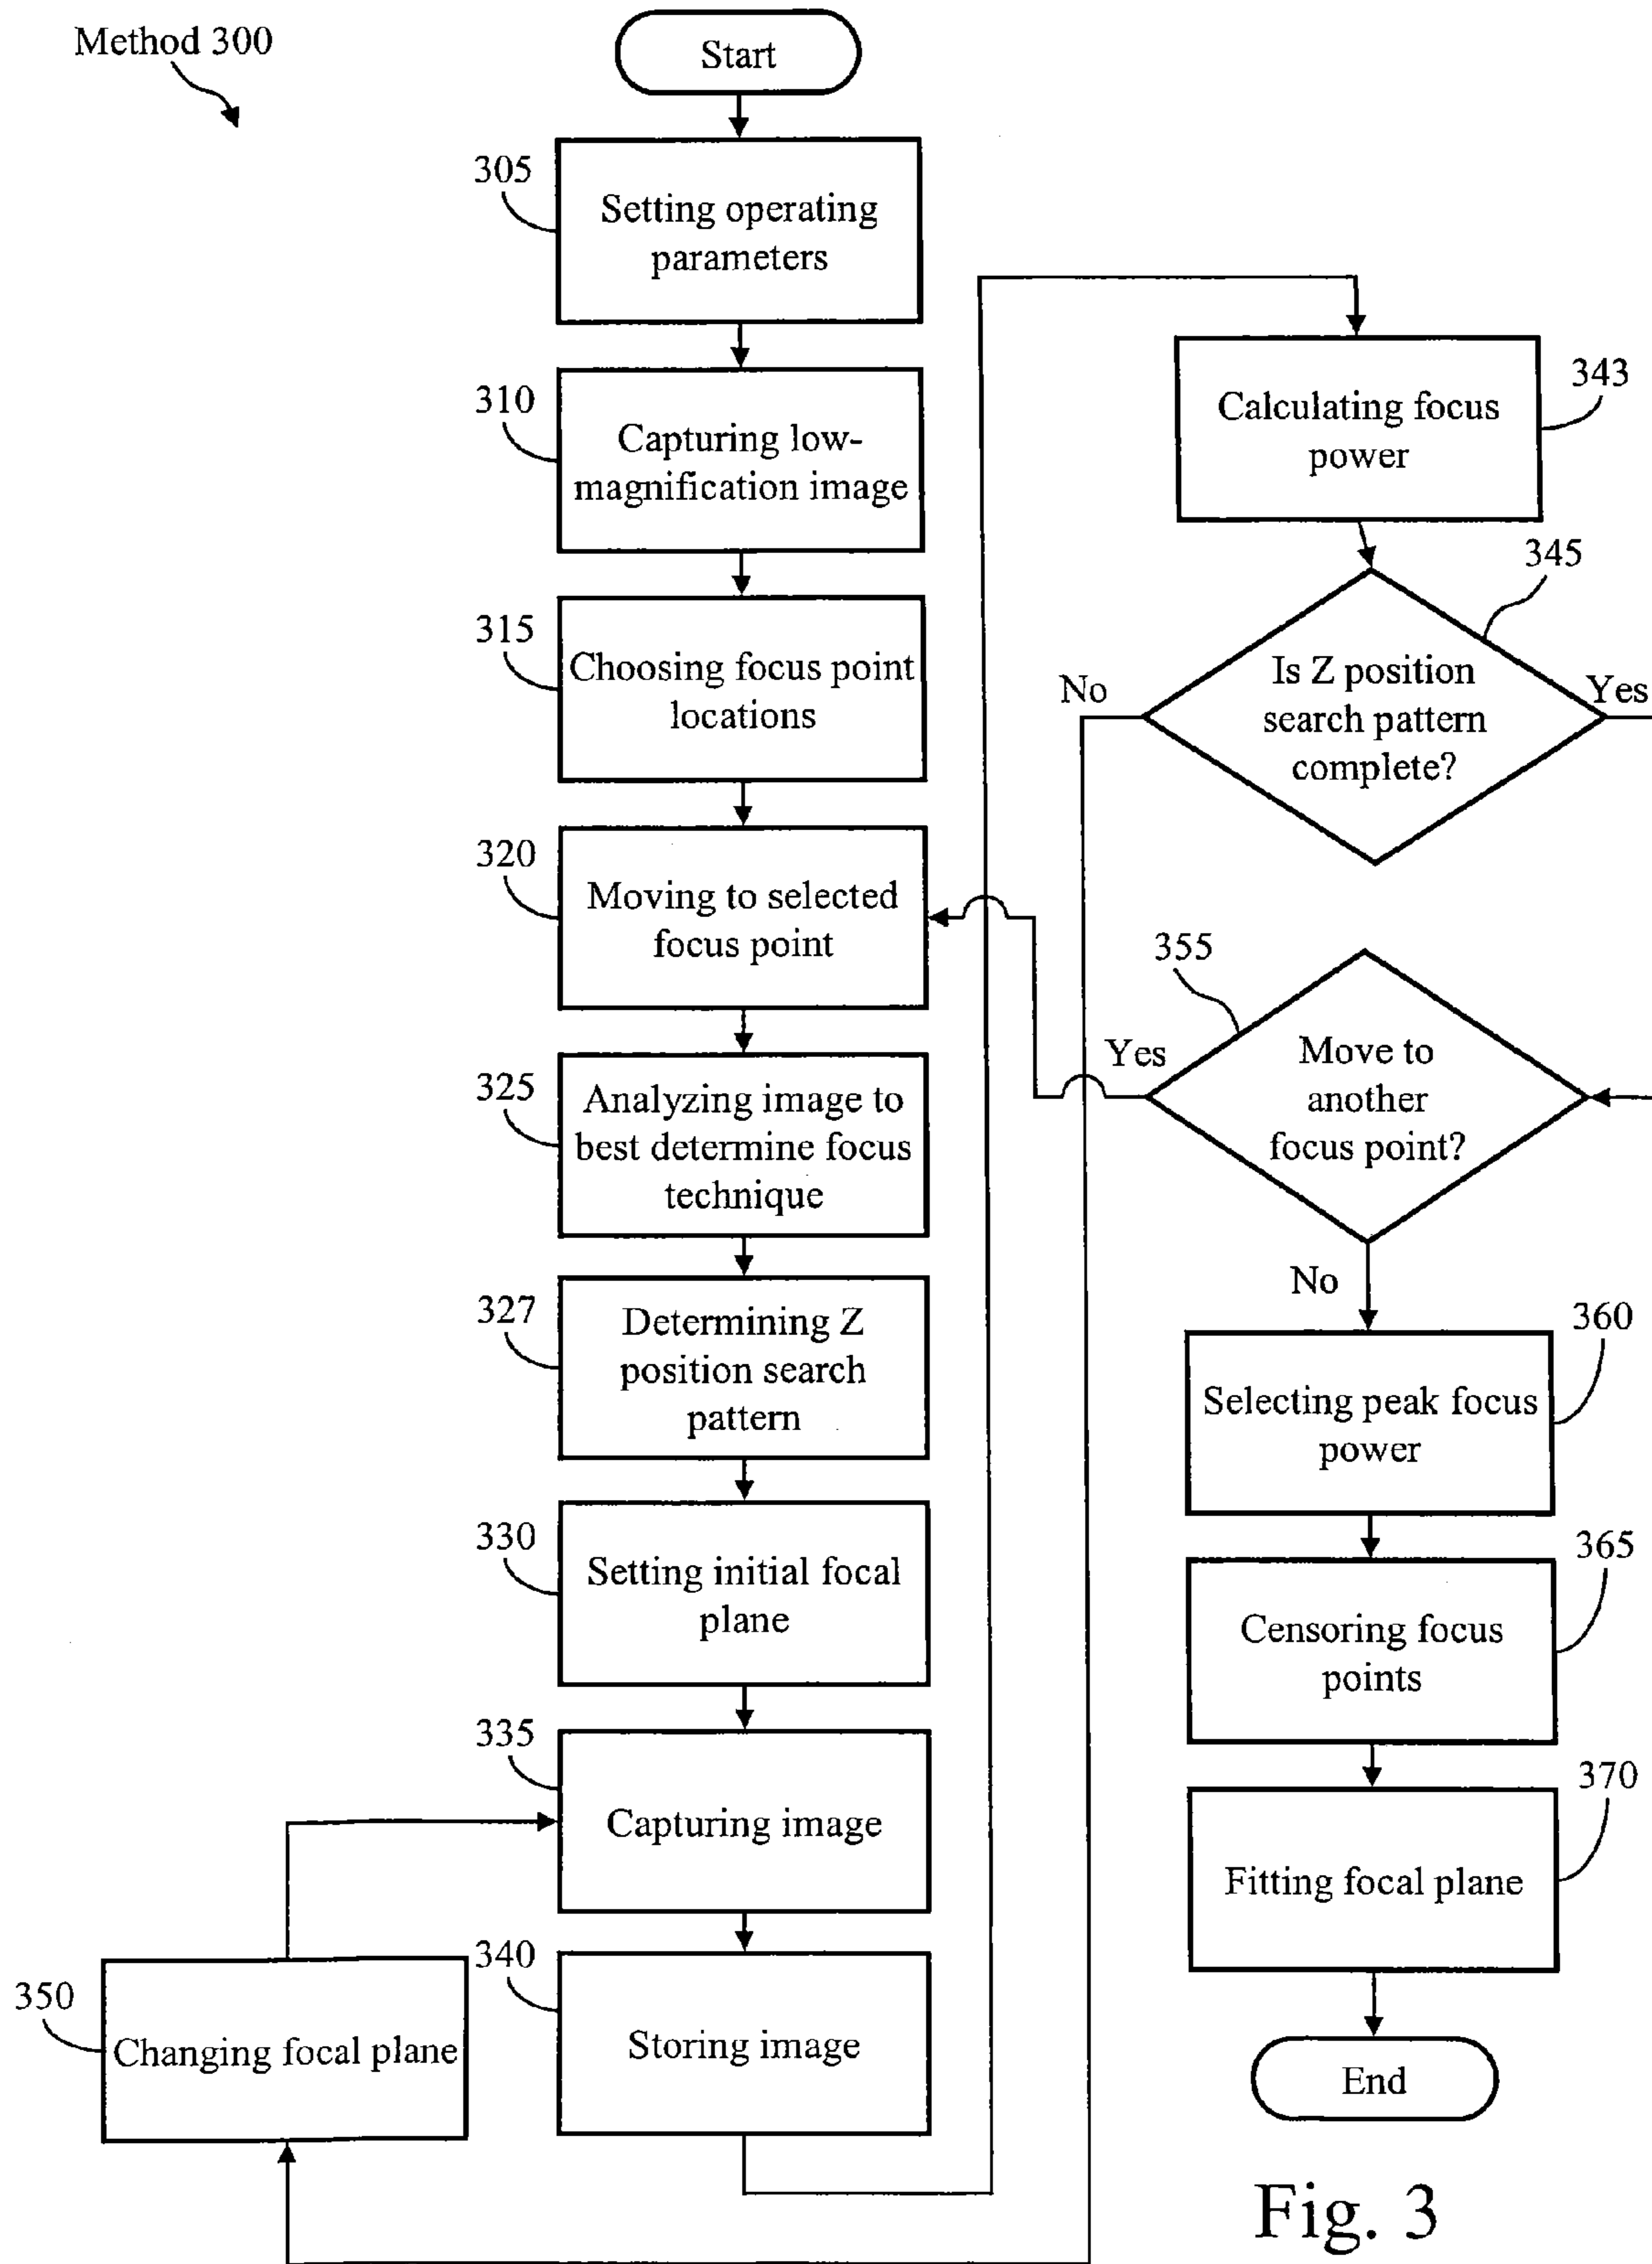 Method 300
Start
305
Setting operating
parameters
310
Capturing low-
magnification image
315
Choosing focus point
locations
320
Moving to selected
focus point
325
Analyzing image to
best determine focus
technique
327
Determining Z
position search
pattern
330
Setting initial focal
plane
335
Capturing image
340
Storing image
350
Changing focal plane
343
Calculating focus
power
345
Is Z position
search pattern
complete?
No
Yes
355
Move to
another
focus point?
Yes
No
360
Selecting peak focus
power
365
Censoring focus
points
370
Fitting focal plane
End
Fig. 3